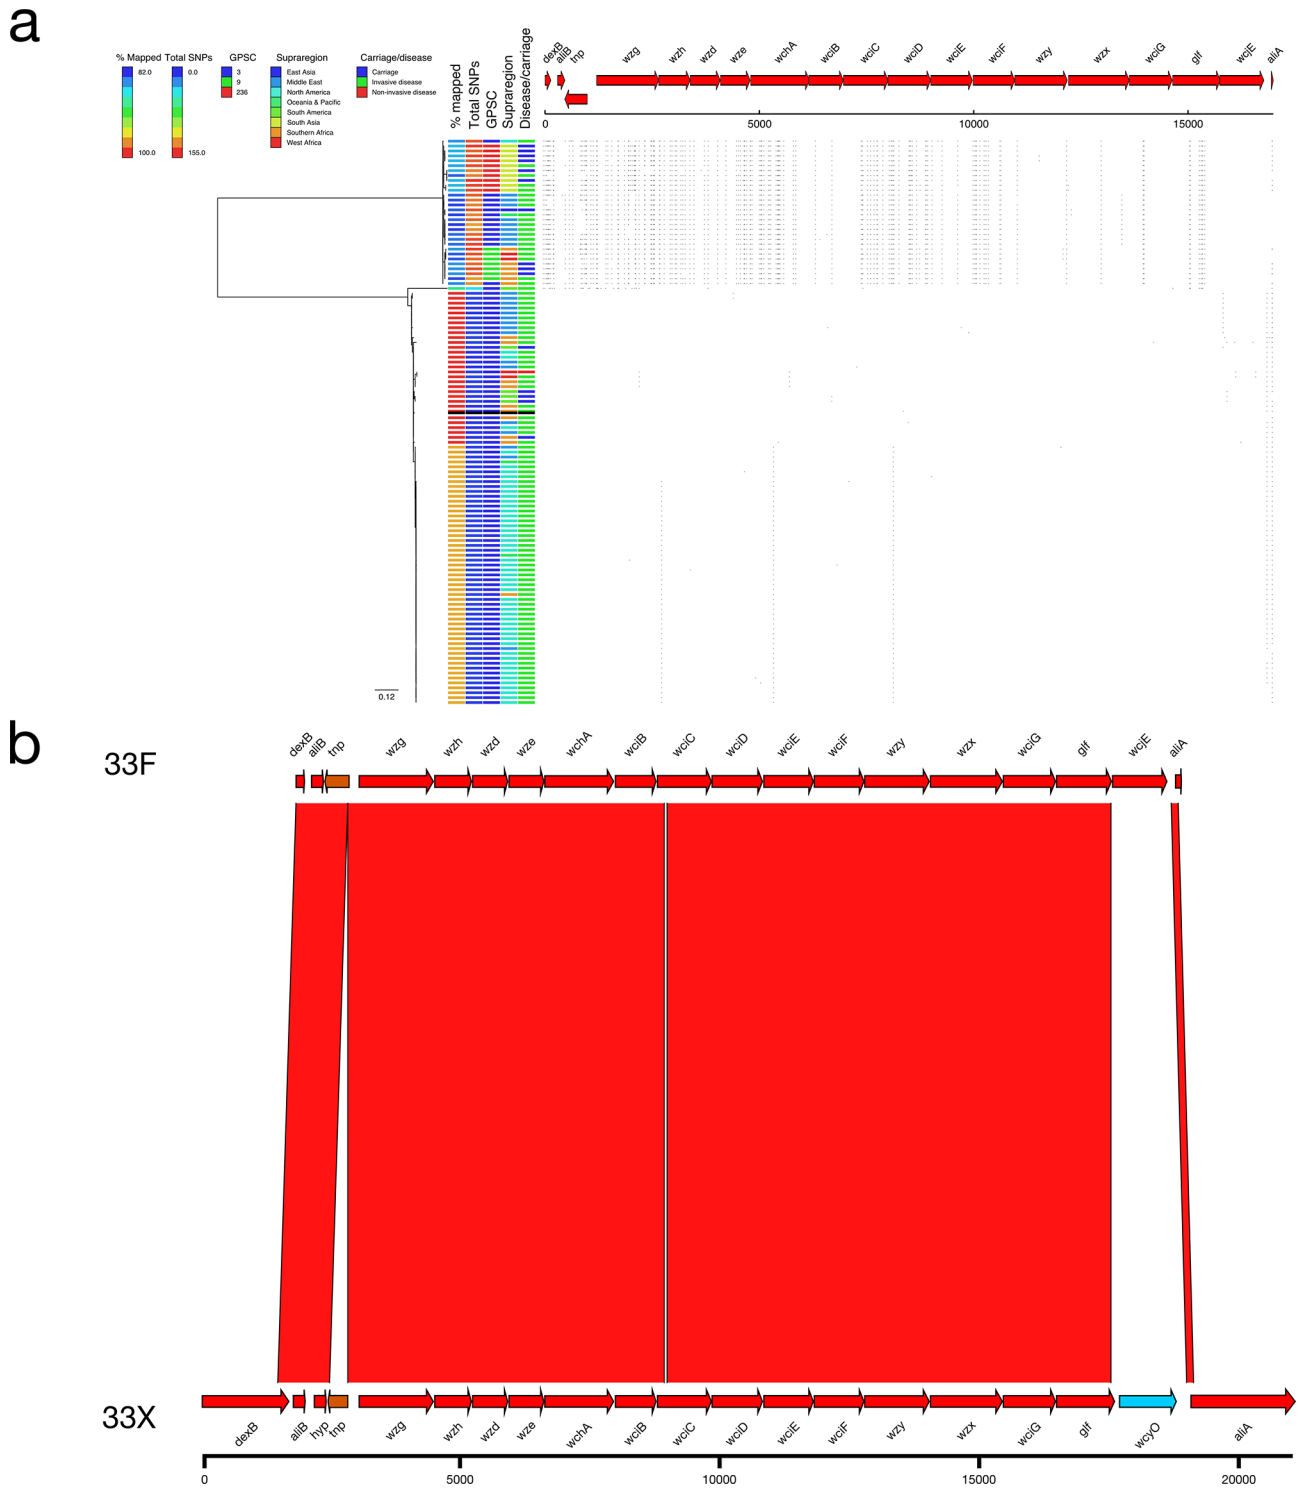 a
% Mapped Total SNPs GPSC Supraregion Carriage/disease
82.0 0.0 3 East Asia Carriage
9 Middle East Invasive disease
236 North America Non-invasive disease
Oceania & Pacific
South America
South Asia
Southern Africa
100.0 155.0 West Africa
% mapped
Total SNPs
GPSC
Supraregion
Disease/carriage
dexB aliB tnp wzg wzh wzd wze wchA wciB wciC wciD wciE wciF wzy wzx wciG glf wcjE aliA
0 5000 10000 15000
0.12
b
33F
dexB aliB tnp wzg wzh wzd wze wchA wciB wciC wciD wciE wciF wzy wzx wciG glf wcjE aliA
33X
dexB aliB hyp tnp wzg wzh wzd wze wchA wciB wciC wciD wciE wciF wzy wzx wciG glf wcyO aliA
0 5000 10000 15000 20000